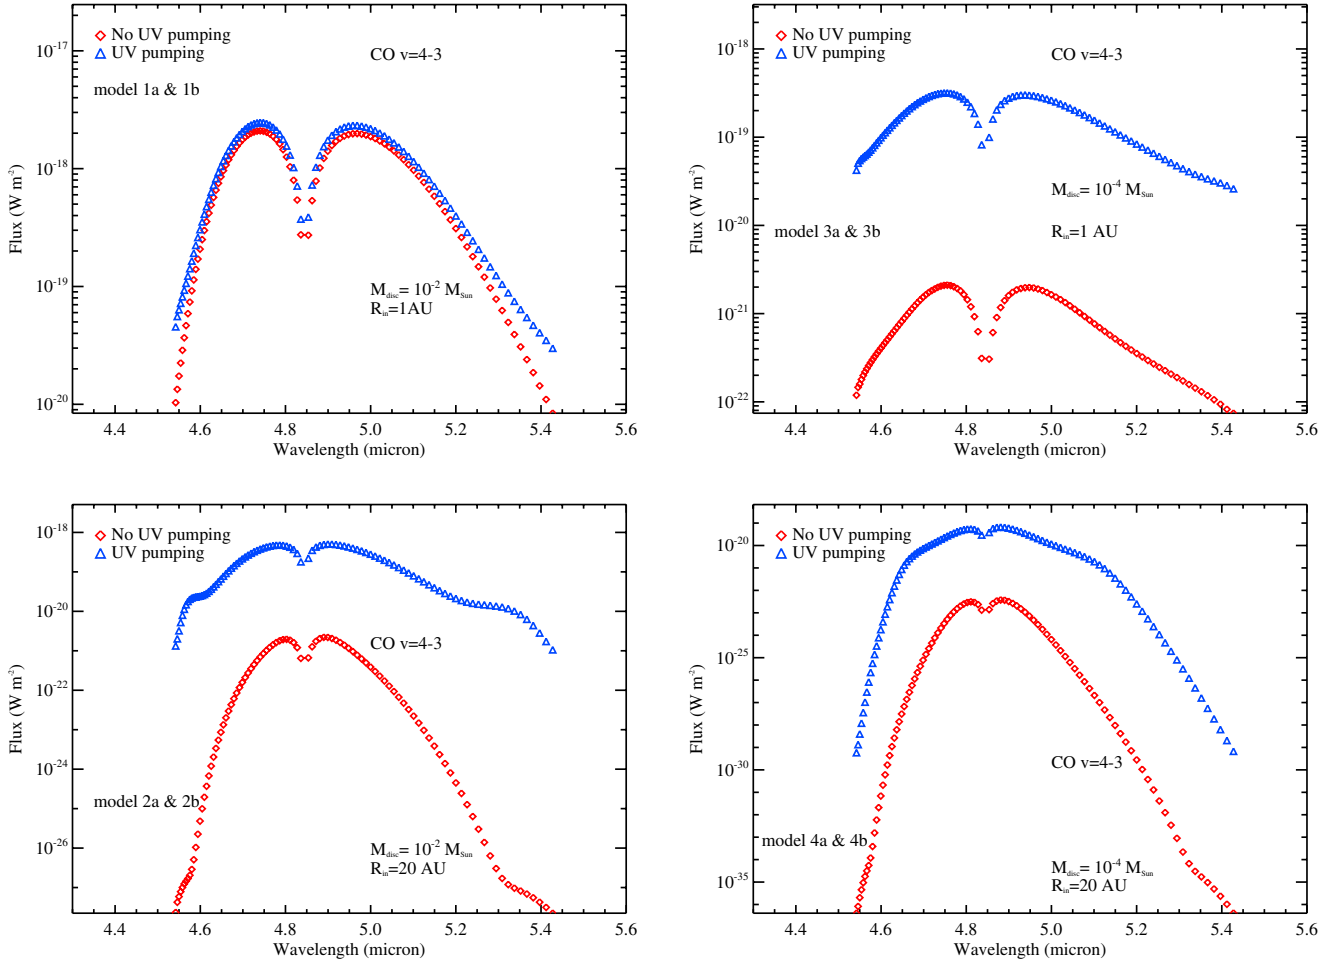 No UV pumping
UV pumping
CO v=4-3
model 1a & 1b
M_disc= 10^-2 M_Sun
R_in=1AU
10^-17
10^-18
10^-19
10^-20
Flux (W m^-2)
4.4 4.6 4.8 5.0 5.2 5.4 5.6
Wavelength (micron)
No UV pumping
UV pumping
CO v=4-3
M_disc= 10^-4 M_Sun
model 3a & 3b
R_in=1 AU
10^-18
10^-19
10^-20
10^-21
10^-22
Flux (W m^-2)
4.4 4.6 4.8 5.0 5.2 5.4 5.6
Wavelength (micron)
No UV pumping
UV pumping
CO v=4-3
model 2a & 2b
M_disc= 10^-2 M_Sun
R_in=20 AU
10^-18
10^-20
10^-22
10^-24
10^-26
Flux (W m^-2)
4.4 4.6 4.8 5.0 5.2 5.4 5.6
Wavelength (micron)
No UV pumping
UV pumping
CO v=4-3
model 4a & 4b
M_disc= 10^-4 M_Sun
R_in=20 AU
10^-20
10^-25
10^-30
10^-35
Flux (W m^-2)
4.4 4.6 4.8 5.0 5.2 5.4 5.6
Wavelength (micron)